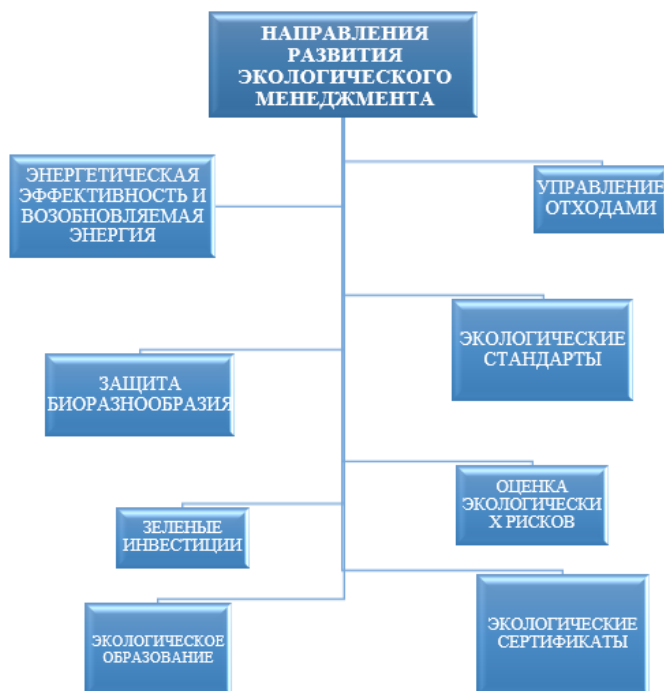 НАПРАВЛЕНИЯ
РАЗВИТИЯ
ЭКОЛОГИЧЕСКОГО
МЕНЕДЖМЕНТА
ЭНЕРГЕТИЧЕСКАЯ
ЭФФЕКТИВНОСТЬ И
ВОЗОБНОВЛЯЕМАЯ
ЭНЕРГИЯ
УПРАВЛЕНИЕ
ОТХОДАМИ
ЭКОЛОГИЧЕСКИЕ
СТАНДАРТЫ
ЗАЩИТА
БИОРАЗНООБРАЗИЯ
ОЦЕНКА
ЭКОЛОГИЧЕСКИ
Х РИСКОВ
ЗЕЛЕНЫЕ
ИНВЕСТИЦИИ
ЭКОЛОГИЧЕСКИЕ
СЕРТИФИКАТЫ
ЭКОЛОГИЧЕСКОЕ
ОБРАЗОВАНИЕ